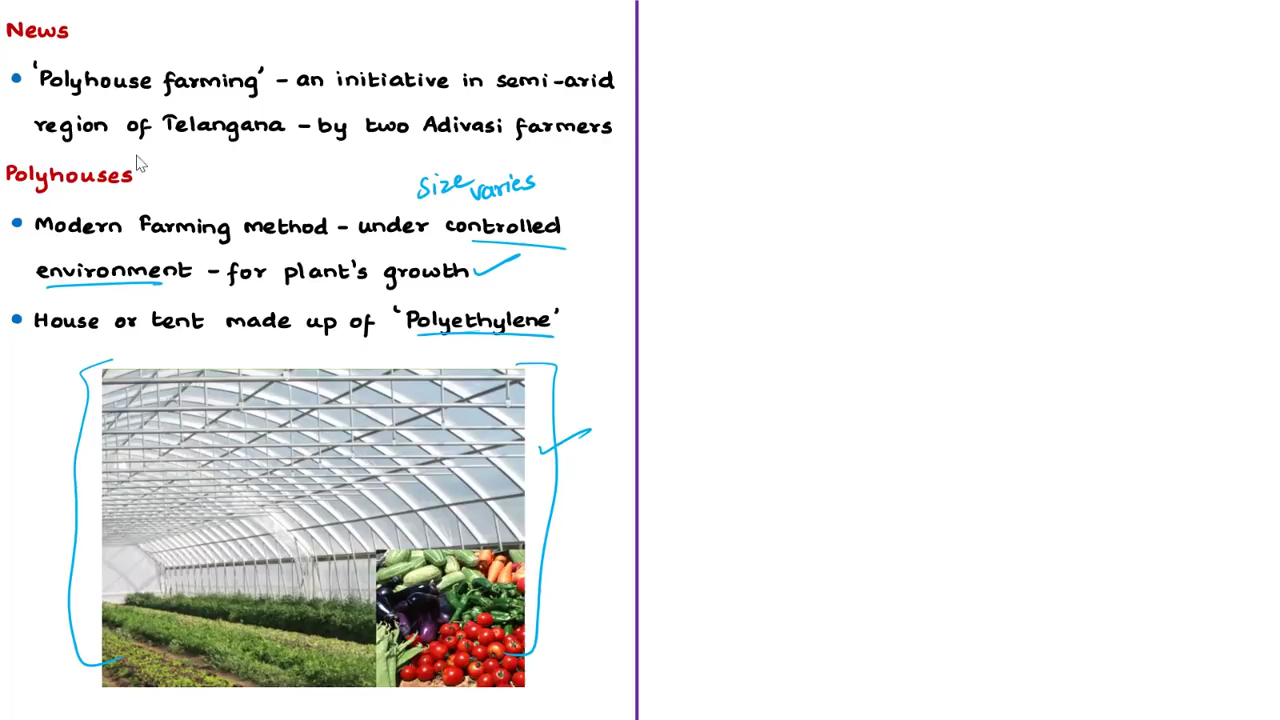 News
'Polyhouse farming' - an initiative in semi-arid
region of Telangana - by two Adivasi farmers
Polyhouses
size varies
Modern farming method - under controlled
environment - for plant's growth
House or tent made up of 'Polyethylene'